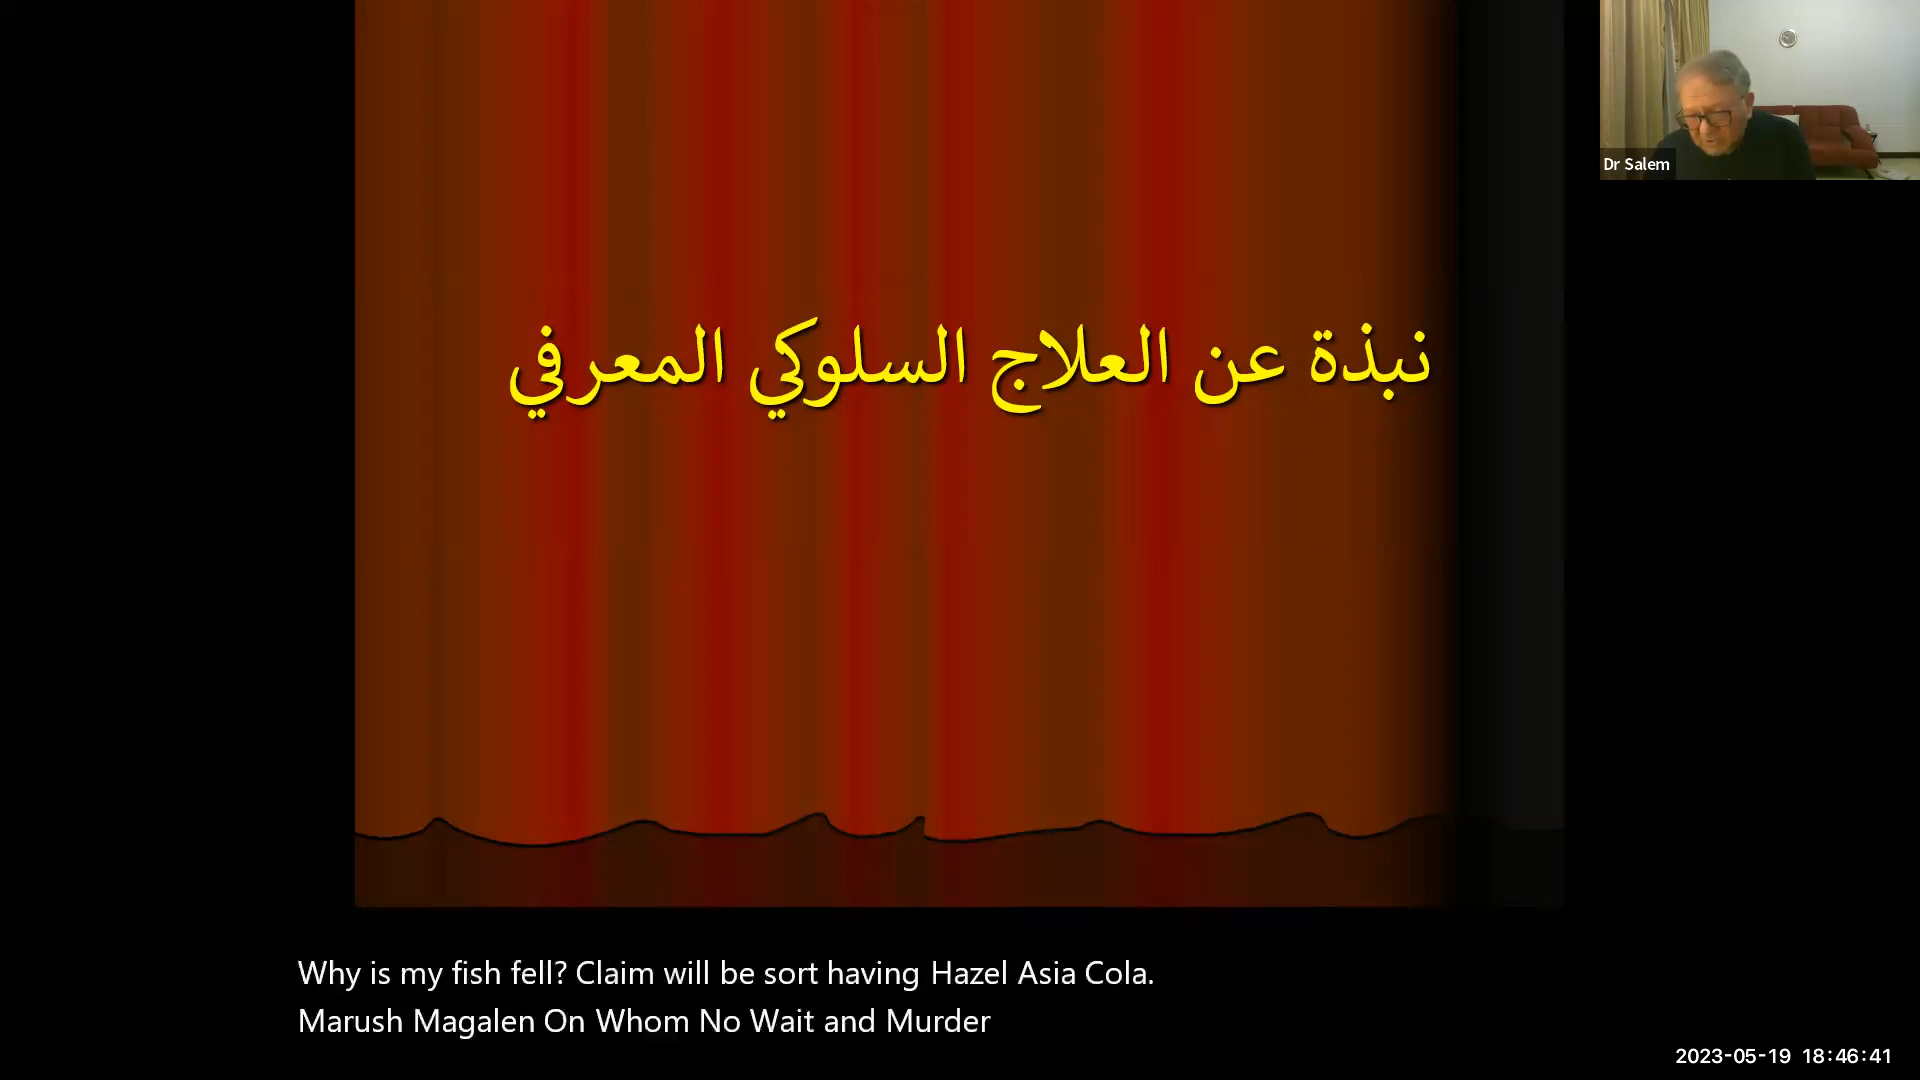 نبذة عن العلاج السلوكي المعرفي
Dr Salem
Why is my fish fell? Claim will be sort having Hazel Asia Cola.
Marush Magalen On Whom No Wait and Murder
2023-05-19 18:46:41